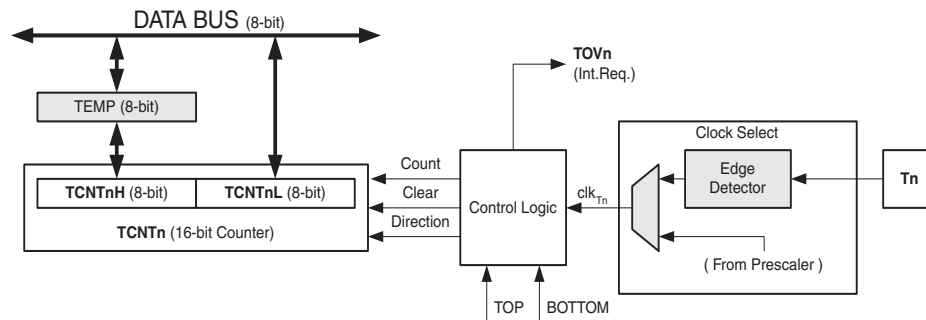 DATA BUS (8-bit)
TEMP (8-bit)
TCNTnH (8-bit)
TCNTnL (8-bit)
TCNTn (16-bit Counter)
Count
Clear
Direction
TOVn
(Int.Req.)
Control Logic
TOP
BOTTOM
clkTn
Clock Select
Edge
Detector
( From Prescaler )
Tn